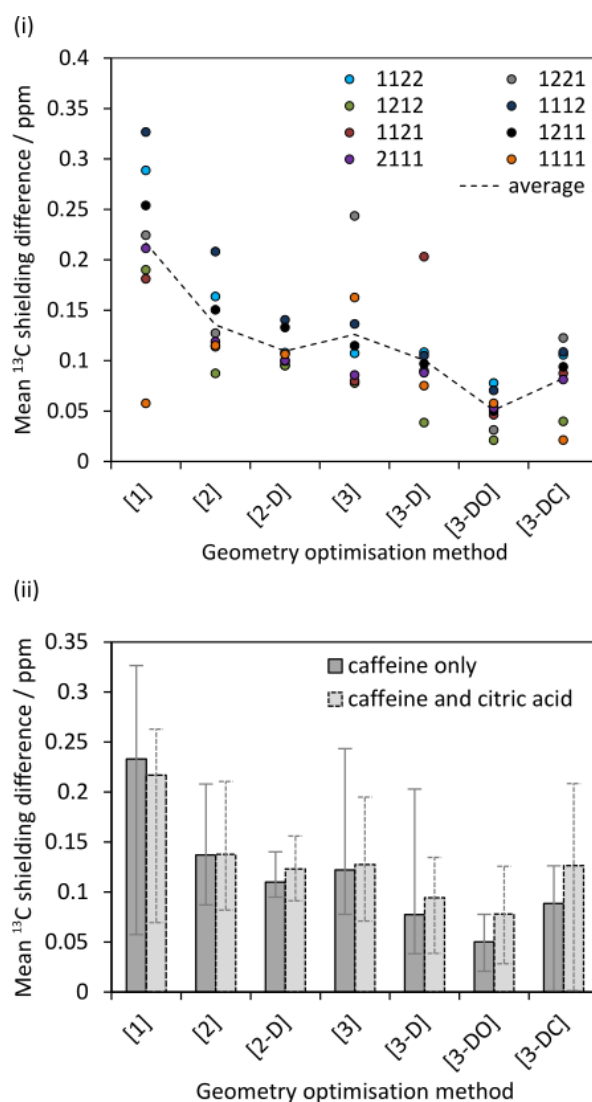 (i)
Mean ¹³C shielding difference / ppm
0.4
0.35
0.3
0.25
0.2
0.15
0.1
0.05
0
1122 1221
1212 1112
1121 1211
2111 1111
average
[1] [2] [2-D] [3] [3-D] [3-DO] [3-DC]
Geometry optimisation method
(ii)
Mean ¹³C shielding difference / ppm
0.35
0.3
0.25
0.2
0.15
0.1
0.05
0
caffeine only
caffeine and citric acid
[1] [2] [2-D] [3] [3-D] [3-DO] [3-DC]
Geometry optimisation method